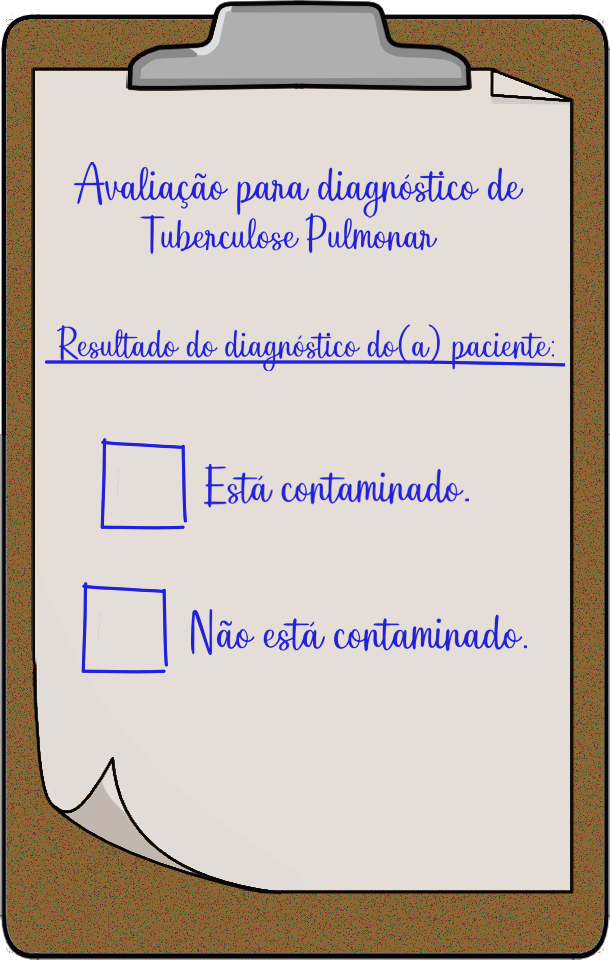 Avaliação para diagnóstico de
Tuberculose Pulmonar
Resultado do diagnóstico do(a) paciente:
Está contaminado.
Não está contaminado.